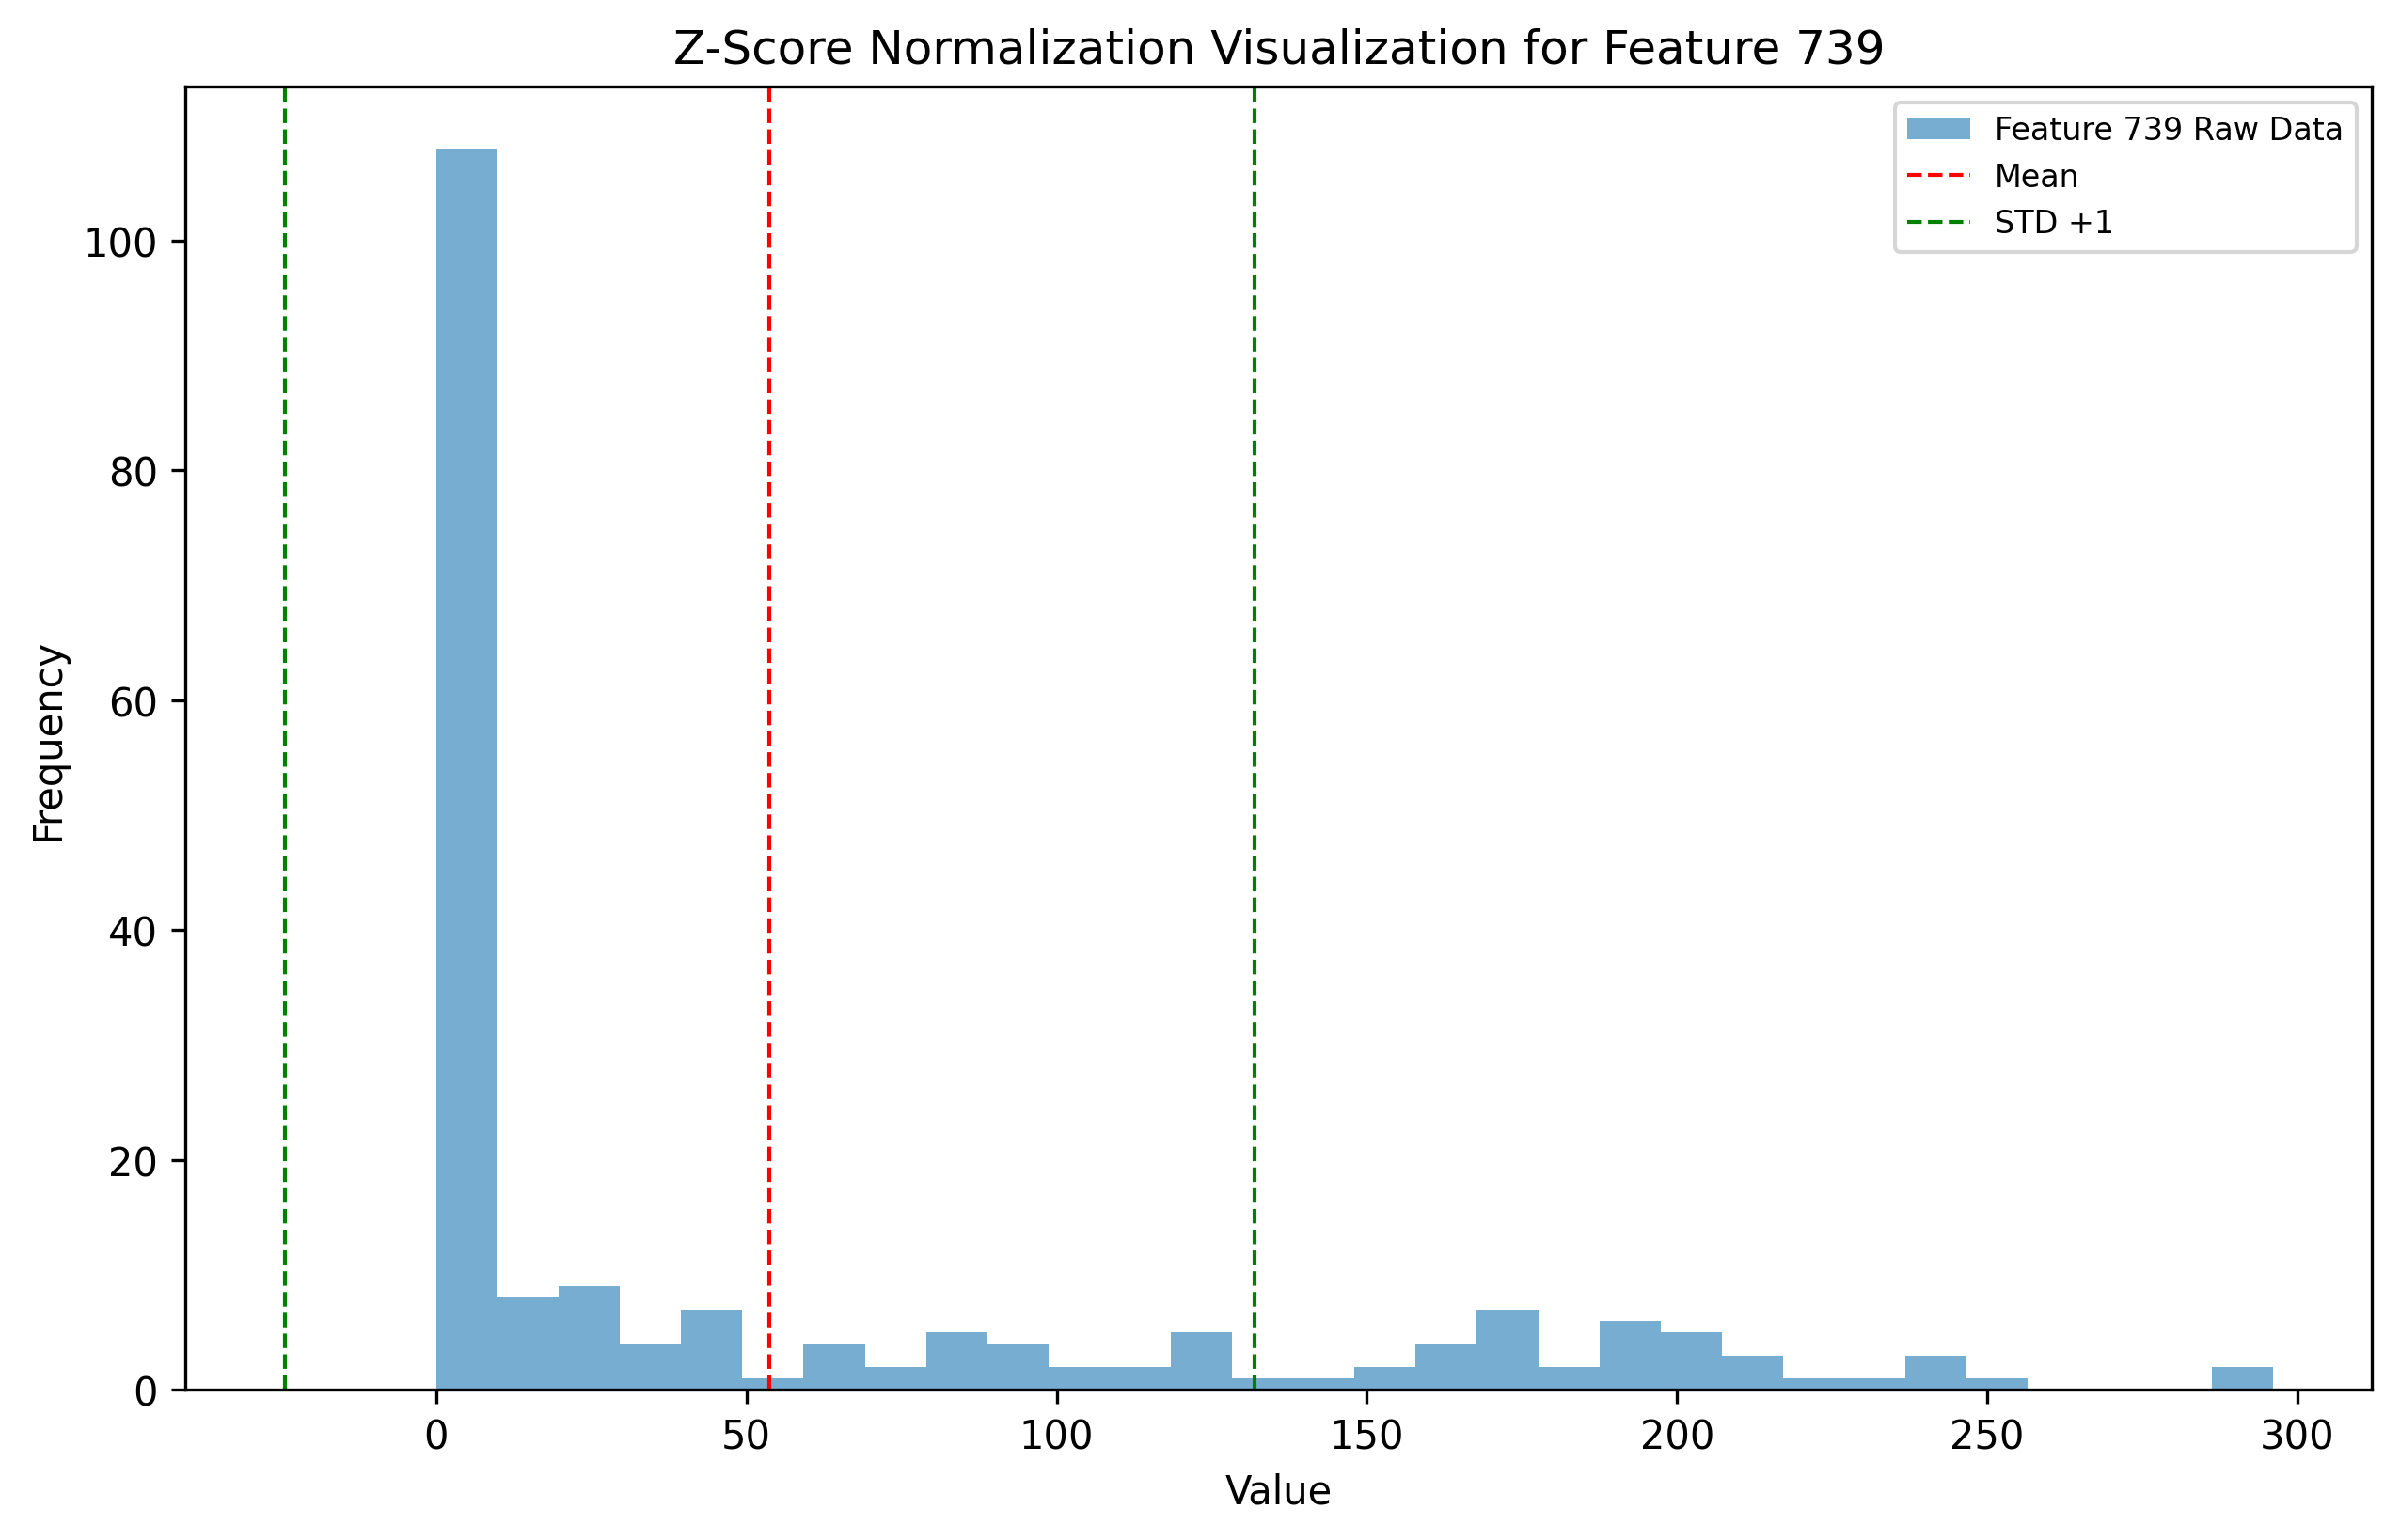 Z-Score Normalization Visualization for Feature 739
Feature 739 Raw Data
Mean
STD +1
Frequency
100
80
60
40
20
0
0 50 100 150 200 250 300
Value